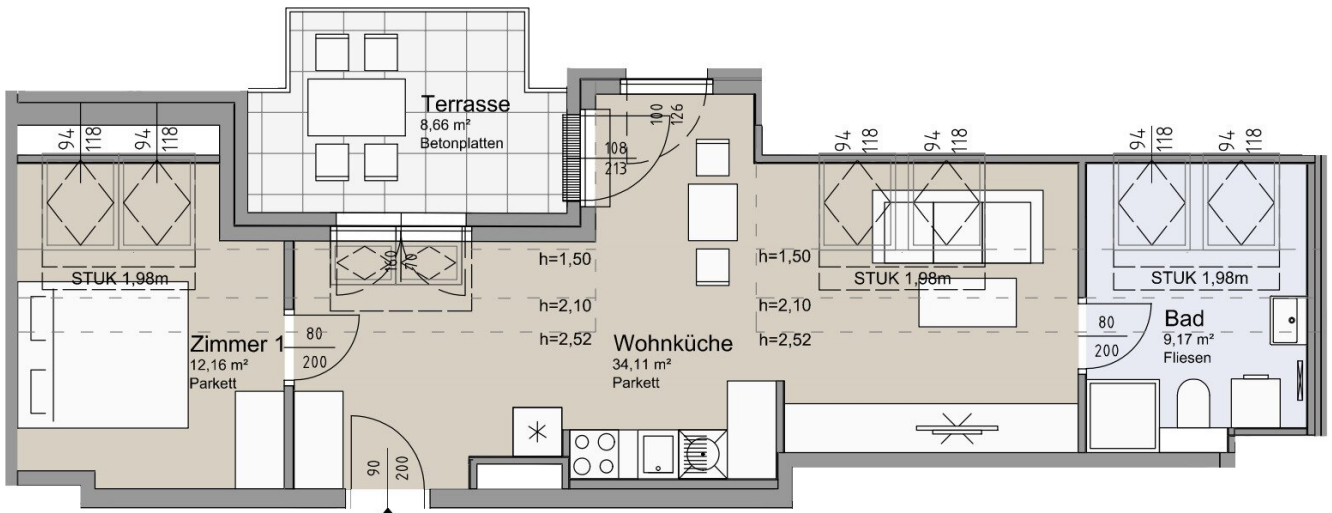 Terrasse
8,66 m²
Betonplatten
100
126
108
213
94
118
94
118
94
118
94
118
94
118
94
118
160
70
STUK 1,98m
h=1,50
h=1,50
STUK 1,98m
STUK 1,98m
h=2,10
h=2,10
h=2,52
h=2,52
Zimmer 1
12,16 m²
Parkett
80
200
Wohnküche
34,11 m²
Parkett
80
200
Bad
9,17 m²
Fliesen
90
200